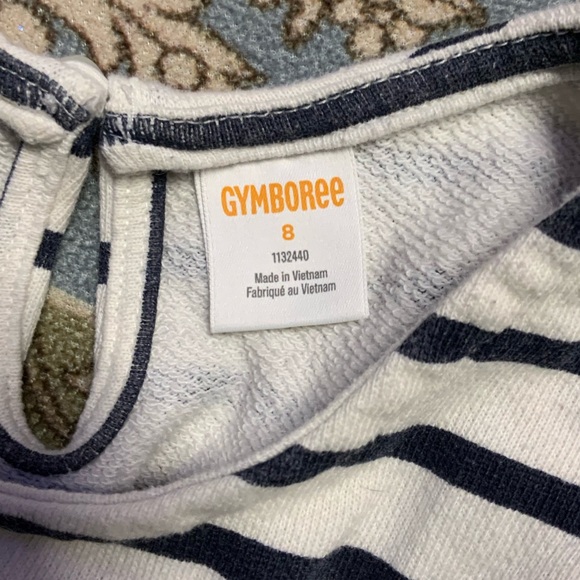 GYMBORee
8
1132440
Made in Vietnam
Fabriqué au Vietnam